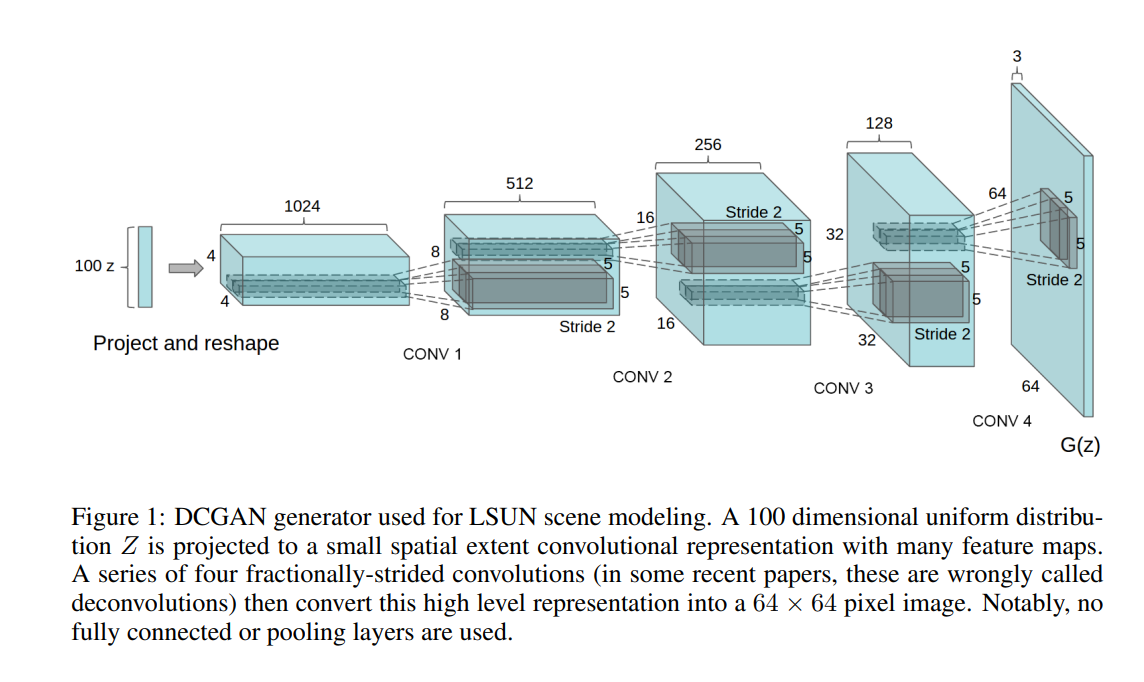 3
128
256
64
512
5
1024
16
Stride 2
5
32
5
8
5
4
100 z
5
5
Stride 2
4
5
5
8
16
Stride 2
32
Stride 2
Project and reshape
CONV 1
CONV 2
CONV 3
64
CONV 4
G(z)
Figure 1: DCGAN generator used for LSUN scene modeling. A 100 dimensional uniform distribu-
tion Z is projected to a small spatial extent convolutional representation with many feature maps.
A series of four fractionally-strided convolutions (in some recent papers, these are wrongly called
deconvolutions) then convert this high level representation into a 64 × 64 pixel image. Notably, no
fully connected or pooling layers are used.